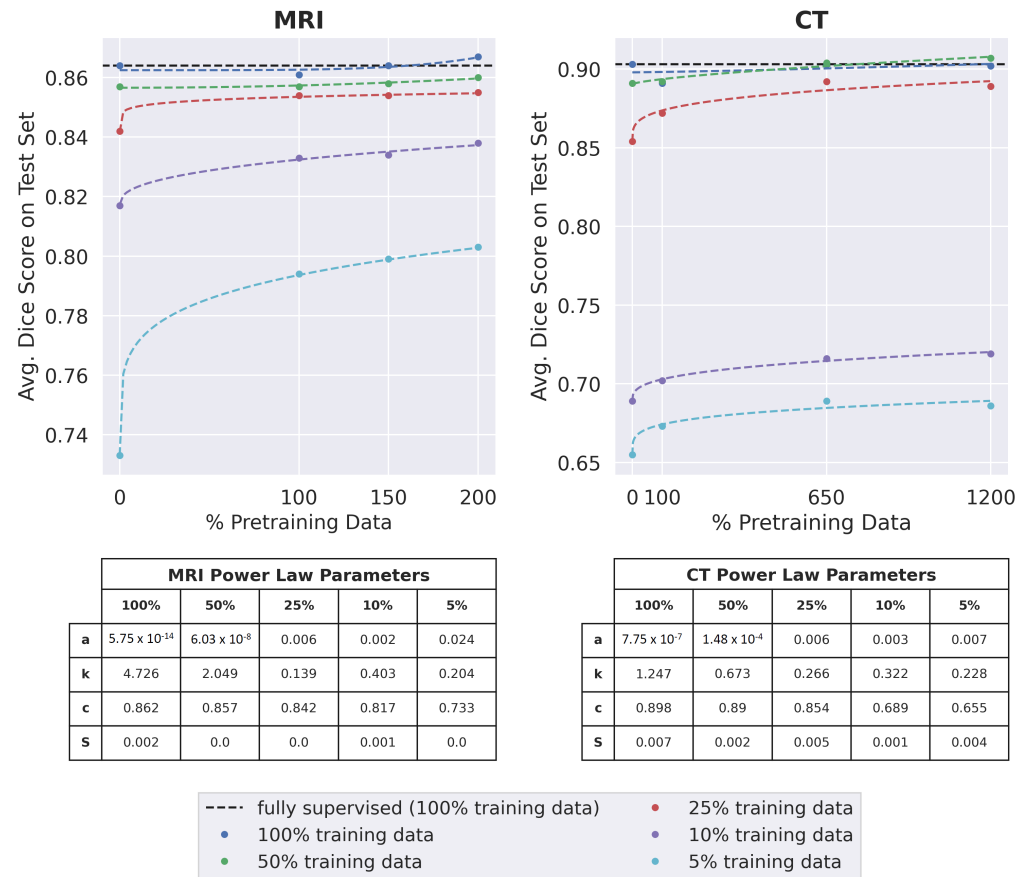 MRI
CT
Avg. Dice Score on Test Set
0.86
0.84
0.82
0.80
0.78
0.76
0.74
0 100 150 200
% Pretraining Data
Avg. Dice Score on Test Set
0.90
0.85
0.80
0.75
0.70
0.65
0 100 650 1200
% Pretraining Data
MRI Power Law Parameters
100% 50% 25% 10% 5%
a 5.75 x 10⁻¹⁴ 6.03 x 10⁻⁸ 0.006 0.002 0.024
k 4.726 2.049 0.139 0.403 0.204
c 0.862 0.857 0.842 0.817 0.733
S 0.002 0.0 0.0 0.001 0.0
CT Power Law Parameters
100% 50% 25% 10% 5%
a 7.75 x 10⁻⁷ 1.48 x 10⁻⁴ 0.006 0.003 0.007
k 1.247 0.673 0.266 0.322 0.228
c 0.898 0.89 0.854 0.689 0.655
S 0.007 0.002 0.005 0.001 0.004
fully supervised (100% training data)
100% training data
50% training data
25% training data
10% training data
5% training data